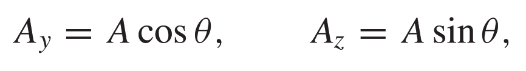 A_y = A cos θ, A_z = A sin θ,